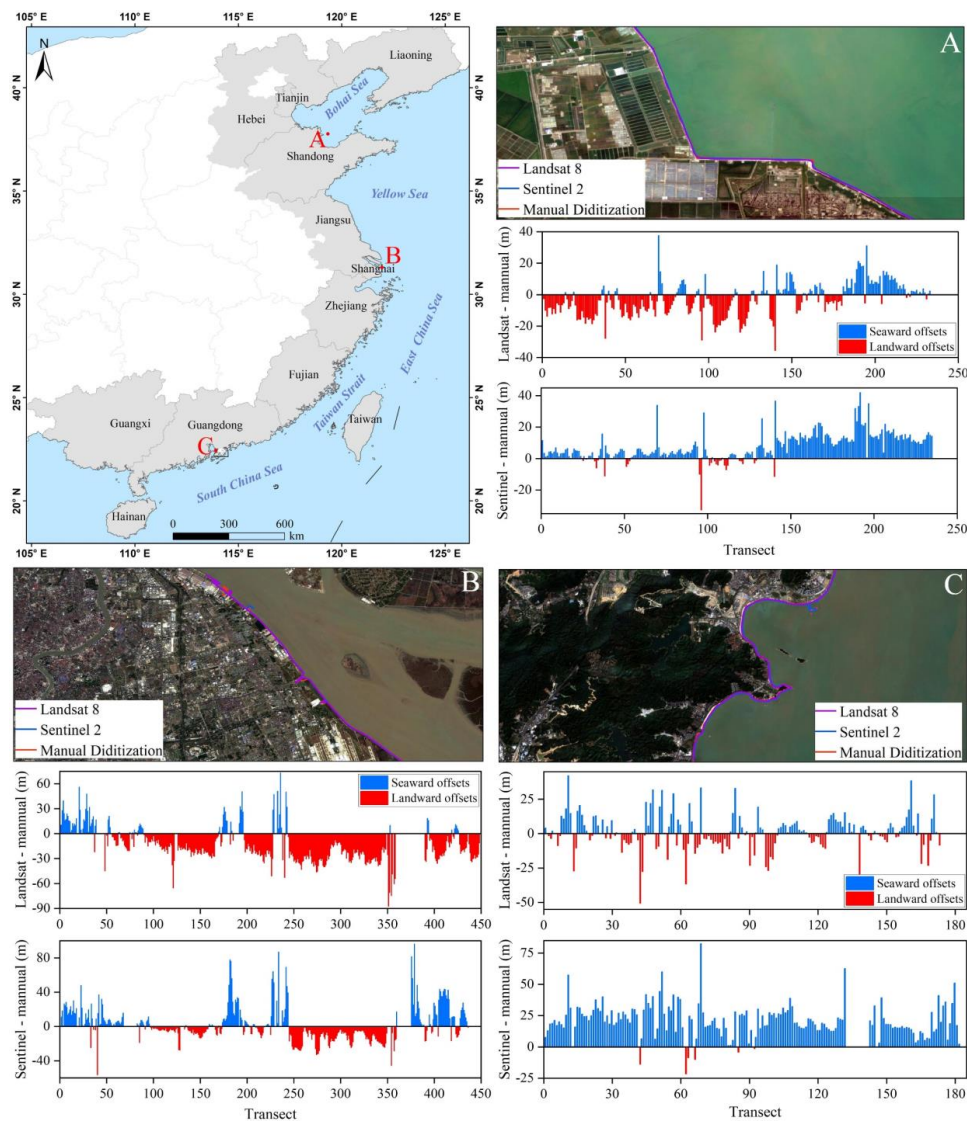 105° E 110° E 115° E 120° E 125° E
N
Liaoning
40° N
Tianjin
Bohai Sea
Hebei
A
Shandong
35° N
Yellow Sea
Jiangsu
B
Shanghai
30° N
Zhejiang
East China Sea
Fujian
Taiwan Strait
25° N
Guangxi
Guangdong
Taiwan
C
South China Sea
20° N
Hainan
0 300 600
km
105° E 110° E 115° E 120° E 125° E
A
Landsat 8
Sentinel 2
Manual Diditization
40
20
0
-20
-40
Landsat - mannual (m)
Seaward offsets
Landward offsets
0 50 100 150 200 250
40
20
0
-20
Sentinel - mannual (m)
0 50 100 150 200 250
Transect
B
Landsat 8
Sentinel 2
Manual Diditization
60
30
0
-30
-60
-90
Landsat - mannual (m)
Seaward offsets
Landward offsets
0 50 100 150 200 250 300 350 400 450
80
40
0
-40
Sentinel - mannual (m)
0 50 100 150 200 250 300 350 400 450
Transect
C
Landsat 8
Sentinel 2
Manual Diditization
25
0
-25
-50
Landsat - mannual (m)
Seaward offsets
Landward offsets
0 30 60 90 120 150 180
75
50
25
0
25
Sentinel - mannual (m)
0 30 60 90 120 150 180
Transect